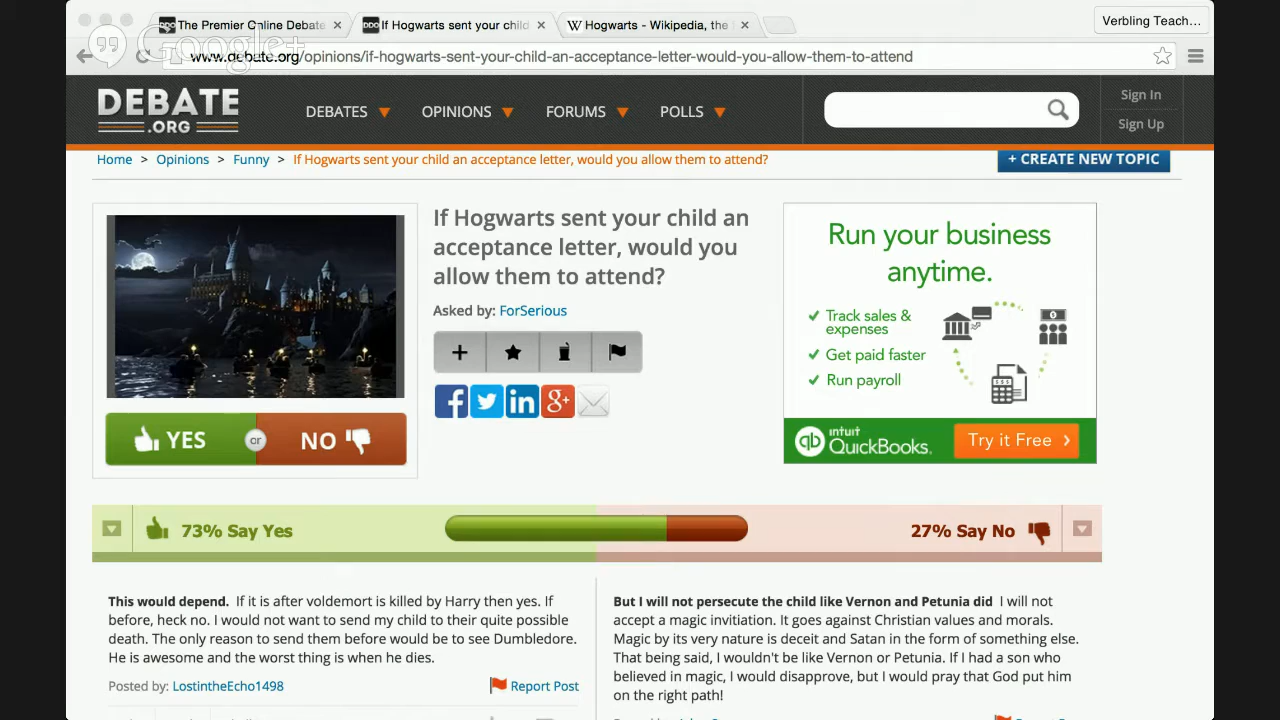 The Premier Online Debate
If Hogwarts sent your child
Hogwarts - Wikipedia, the
Verbling Teach...
Google+
www.debate.org/opinions/if-hogwarts-sent-your-child-an-acceptance-letter-would-you-allow-them-to-attend
DEBATE
.ORG
DEBATES
OPINIONS
FORUMS
POLLS
Sign In
Sign Up
Home > Opinions > Funny > If Hogwarts sent your child an acceptance letter, would you allow them to attend?
+ CREATE NEW TOPIC
If Hogwarts sent your child an
acceptance letter, would you
allow them to attend?
Asked by: ForSerious
YES or NO
Run your business
anytime.
Track sales &
expenses
Get paid faster
Run payroll
intuit
QuickBooks.
Try it Free
73% Say Yes
27% Say No
This would depend. If it is after voldemort is killed by Harry then yes. If
before, heck no. I would not want to send my child to their quite possible
death. The only reason to send them before would be to see Dumbledore.
He is awesome and the worst thing is when he dies.
Posted by: LostintheEcho1498
Report Post
But I will not persecute the child like Vernon and Petunia did I will not
accept a magic invitiation. It goes against Christian values and morals.
Magic by its very nature is deceit and Satan in the form of something else.
That being said, I wouldn't be like Vernon or Petunia. If I had a son who
believed in magic, I would disapprove, but I would pray that God put him
on the right path!